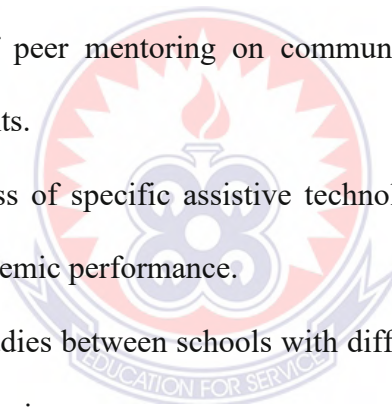 f peer mentoring on commun
ts.
ss of specific assistive technol
demic performance.
dies between schools with diff
EDUCATION FOR SERVICE